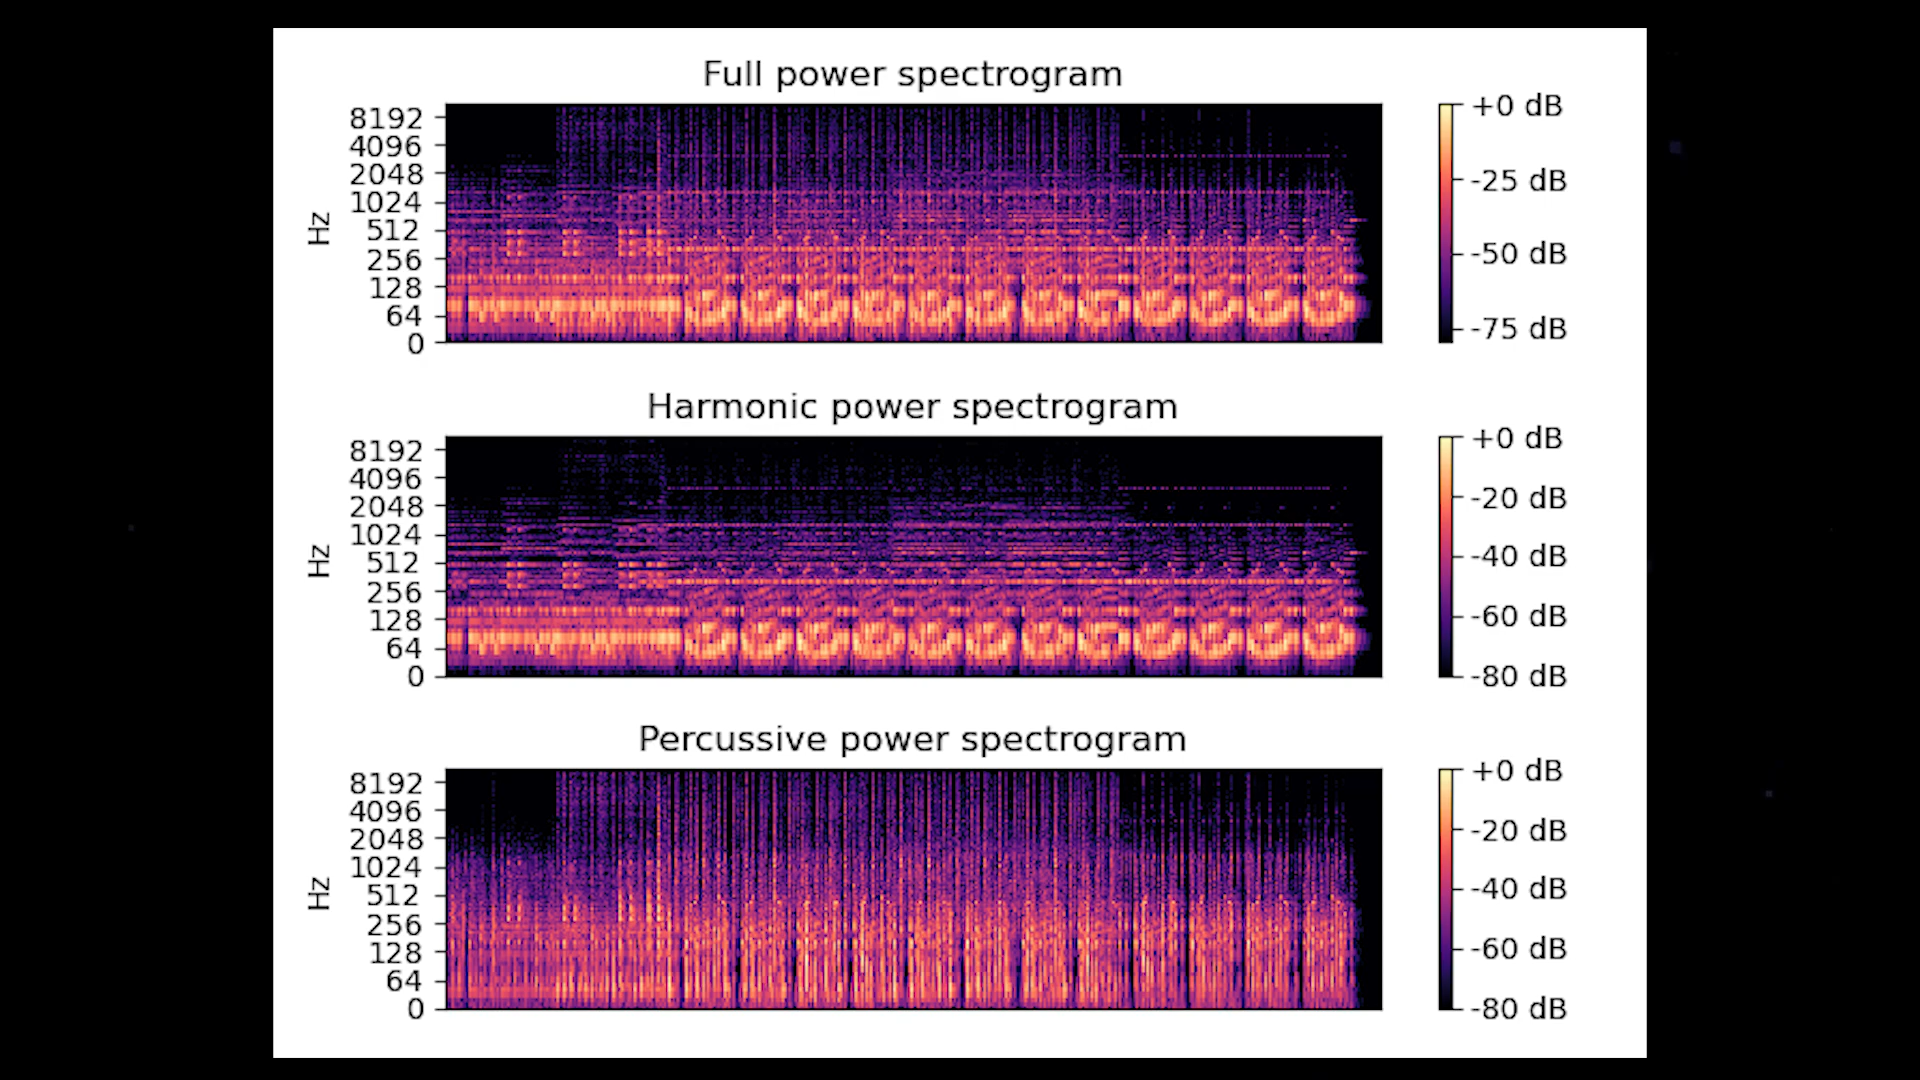 Full power spectrogram
8192
4096
2048
1024
512
256
128
64
0
Hz
+0 dB
-25 dB
-50 dB
-75 dB
Harmonic power spectrogram
8192
4096
2048
1024
512
256
128
64
0
Hz
+0 dB
-20 dB
-40 dB
-60 dB
-80 dB
Percussive power spectrogram
8192
4096
2048
1024
512
256
128
64
0
Hz
+0 dB
-20 dB
-40 dB
-60 dB
-80 dB